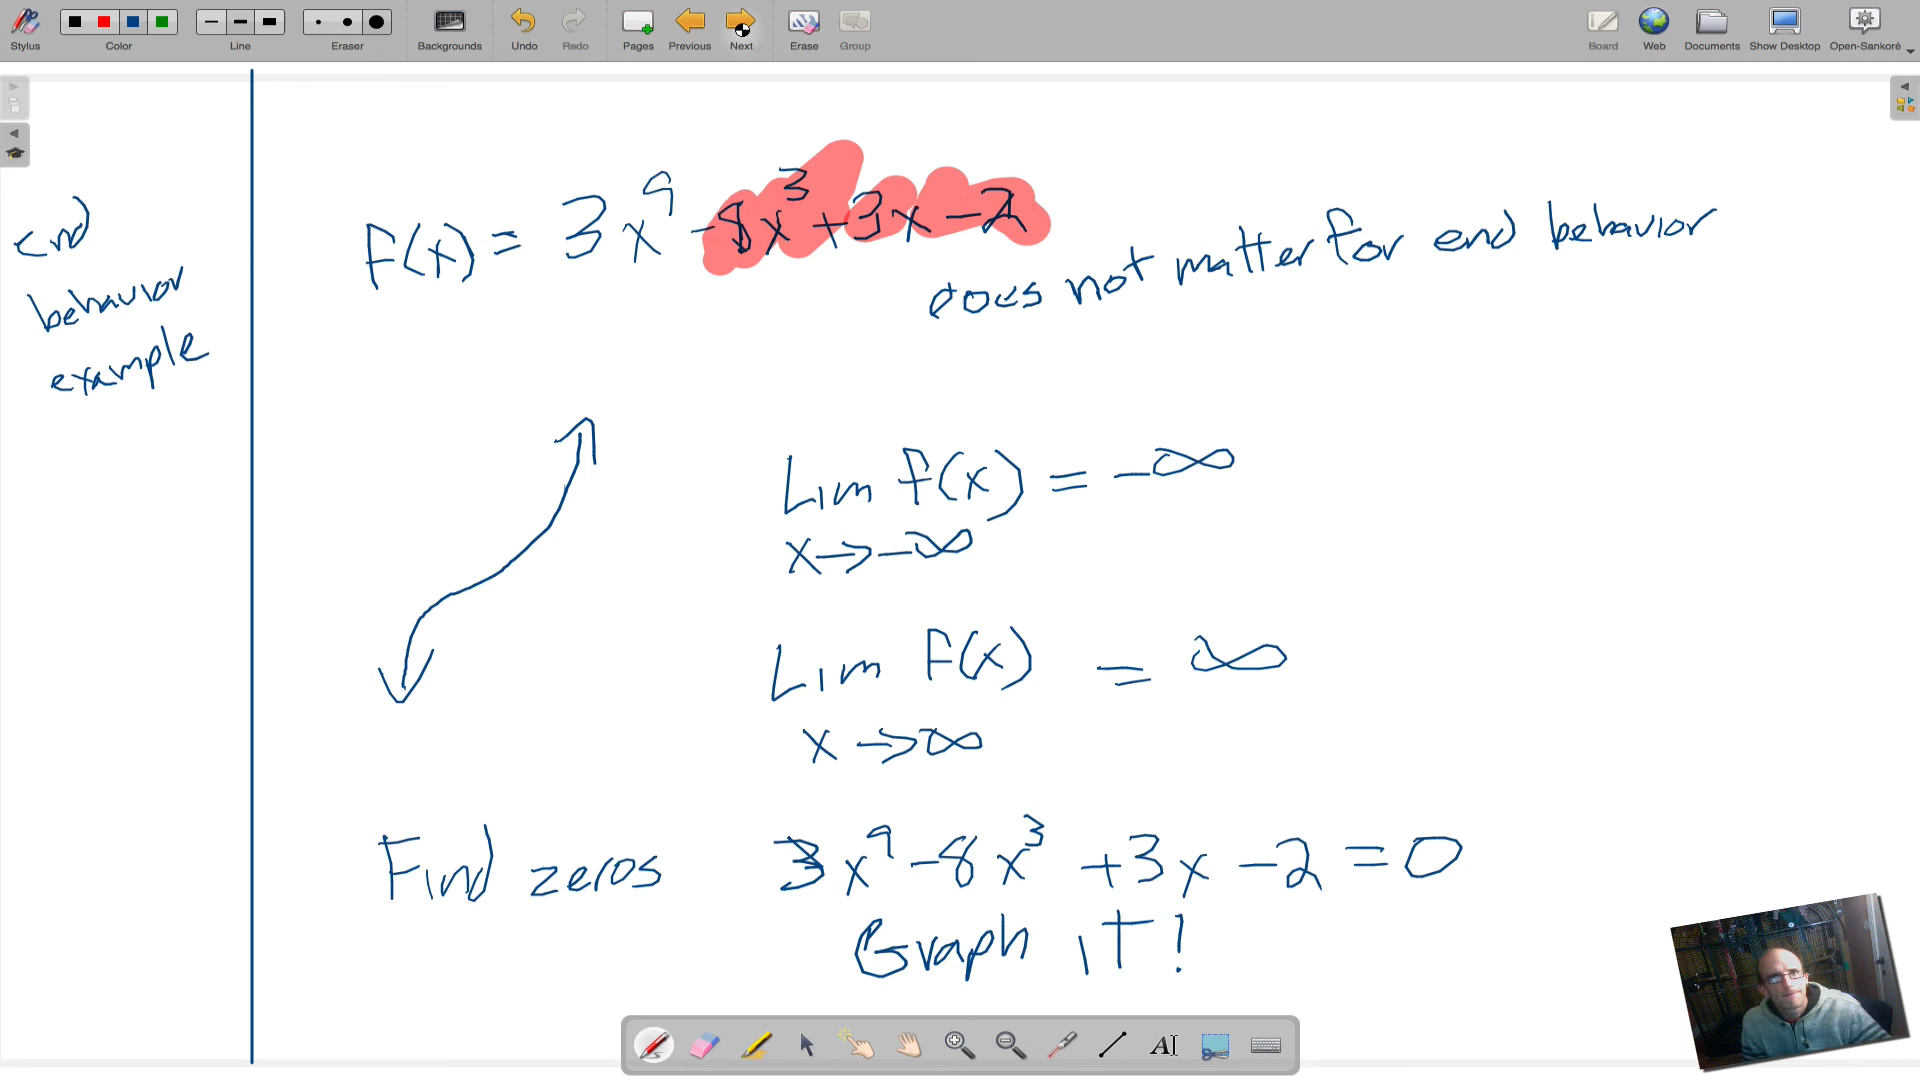 Stylus Color Line Eraser Backgrounds Undo Redo Pages Previous Next Erase Group Board Web Documents Show Desktop Open-Sankoré
End
behavior
example
F(x) = 3x⁹ -8x³+3x-2
does not matter for end behavior
Lim f(x) = -∞
x→-∞
Lim F(x) = ∞
x→∞
Find zeros 3x⁹-8x³+3x-2=0
Graph it!
AI